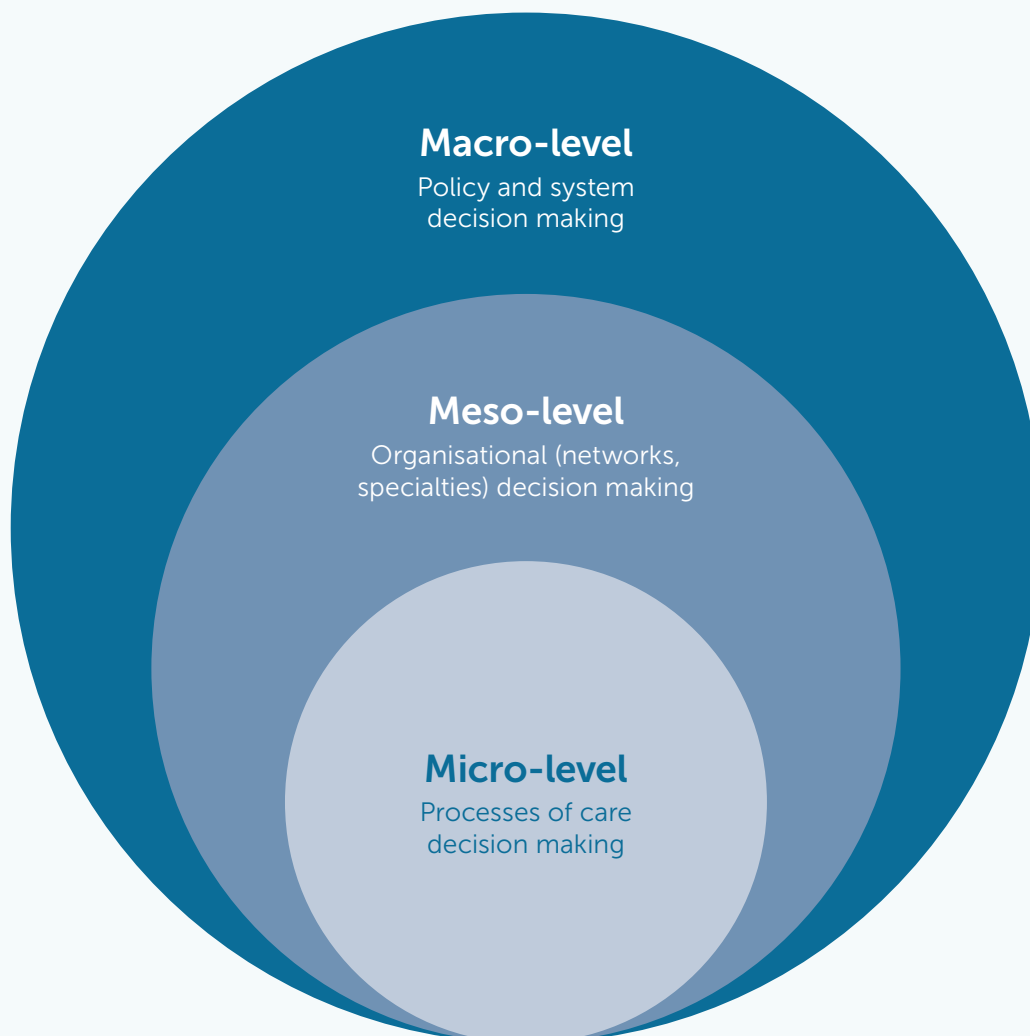 Macro-level
Policy and system
decision making
Meso-level
Organisational (networks,
specialties) decision making
Micro-level
Processes of care
decision making